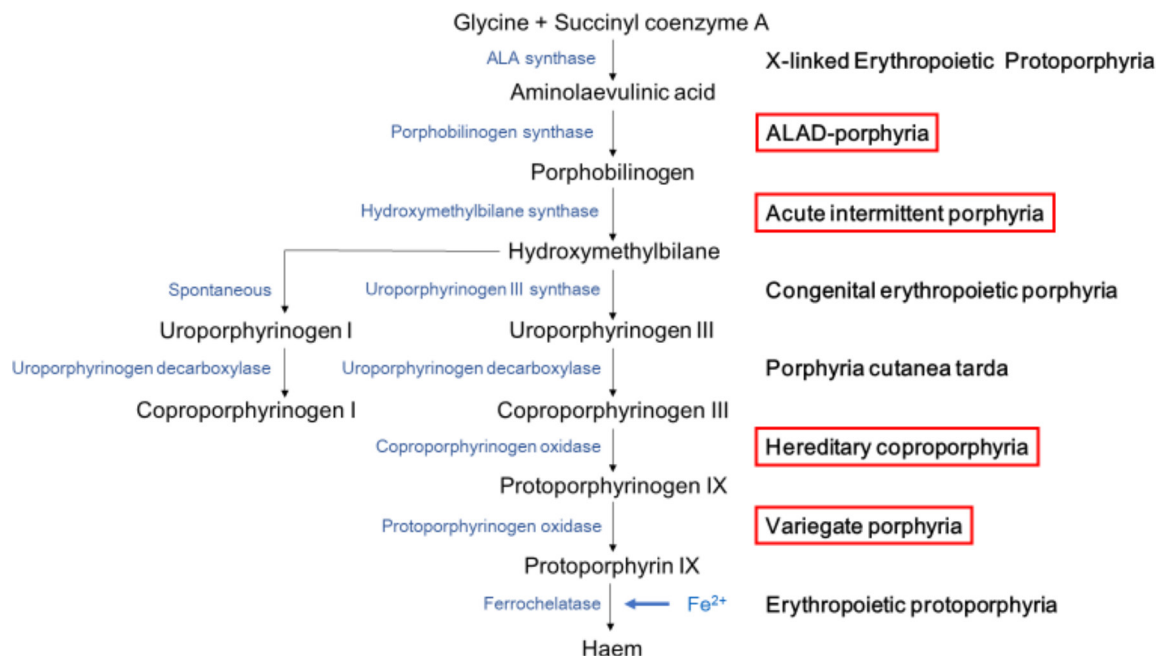 Glycine + Succinyl coenzyme A
ALA synthase
X-linked Erythropoietic Protoporphyria
Aminolaevulinic acid
Porphobilinogen synthase
ALAD-porphyria
Porphobilinogen
Hydroxymethylbilane synthase
Acute intermittent porphyria
Hydroxymethylbilane
Spontaneous
Uroporphyrinogen III synthase
Congenital erythropoietic porphyria
Uroporphyrinogen I
Uroporphyrinogen III
Uroporphyrinogen decarboxylase
Uroporphyrinogen decarboxylase
Porphyria cutanea tarda
Coproporphyrinogen I
Coproporphyrinogen III
Coproporphyrinogen oxidase
Hereditary coproporphyria
Protoporphyrinogen IX
Protoporphyrinogen oxidase
Variegate porphyria
Protoporphyrin IX
Ferrochelatase
Fe²⁺
Erythropoietic protoporphyria
Haem